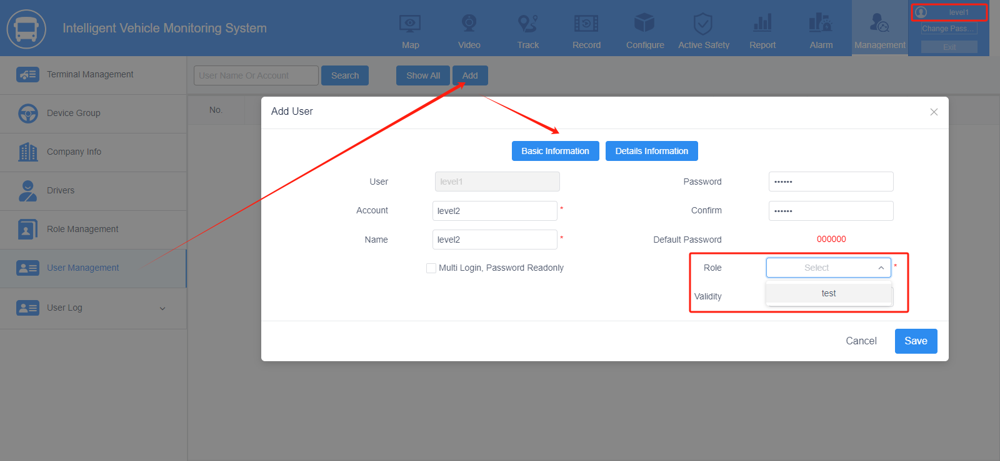 Intelligent Vehicle Monitoring System
Map
Video
Track
Record
Configure
Active Safety
Report
Alarm
Management
level1
Change Pass...
Exit
Terminal Management
Device Group
Company Info
Drivers
Role Management
User Management
User Log
User Name Or Account
Search
Show All
Add
No.
Add User
Basic Information
Details Information
User
level1
Password
••••••
Account
level2
*
Confirm
••••••
Name
level2
*
Default Password
000000
Multi Login, Password Readonly
Role
Select
*
test
Validity
Cancel
Save